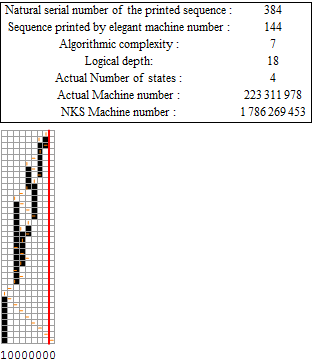 Natural serial number of the printed sequence : 384
Sequence printed by elegant machine number : 144
Algorithmic complexity : 7
Logical depth: 18
Actual Number of states : 4
Actual Machine number : 223 311 978
NKS Machine number : 1 786 269 453
10000000